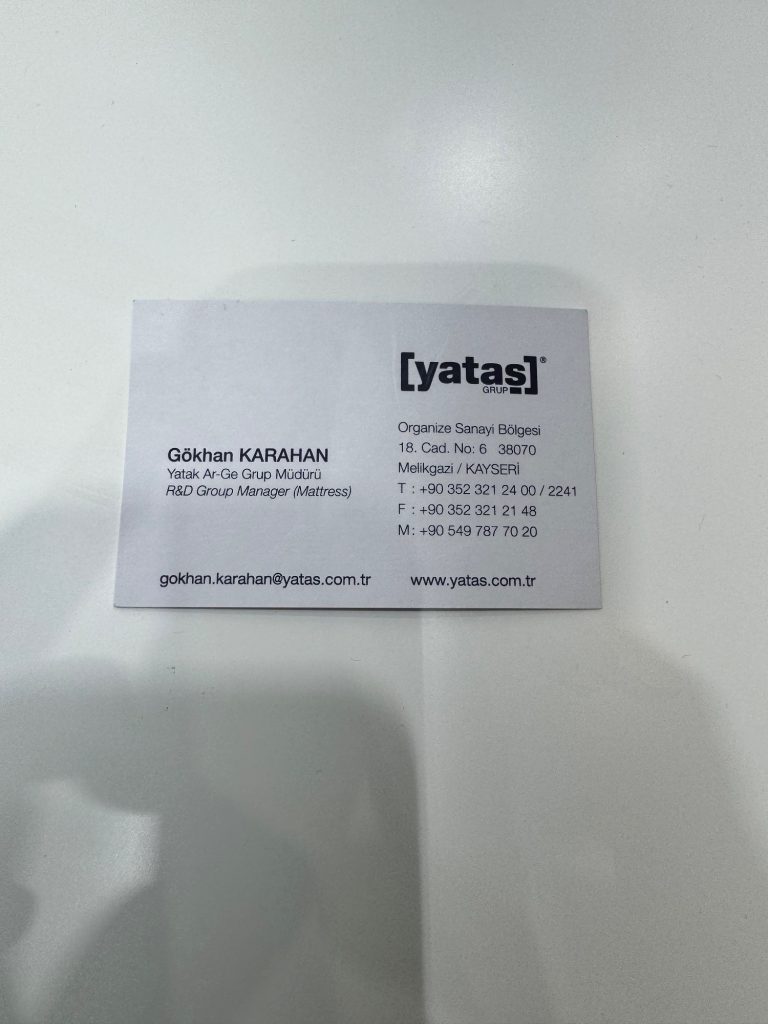 [yataş]®
GRUP
Gökhan KARAHAN
Yatak Ar-Ge Grup Müdürü
R&D Group Manager (Mattress)
Organize Sanayi Bölgesi
18. Cad. No: 6 38070
Melikgazi / KAYSERİ
T : +90 352 321 24 00 / 2241
F : +90 352 321 21 48
M : +90 549 787 70 20
gokhan.karahan@yatas.com.tr
www.yatas.com.tr